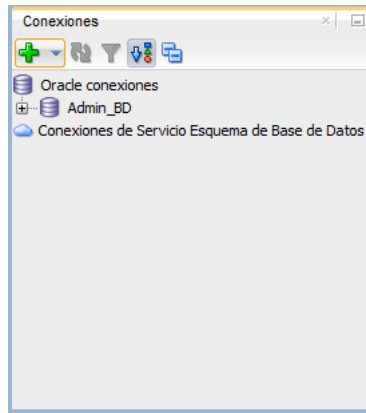 Conexiones
Oracle conexiones
Admin_BD
Conexiones de Servicio Esquema de Base de Datos